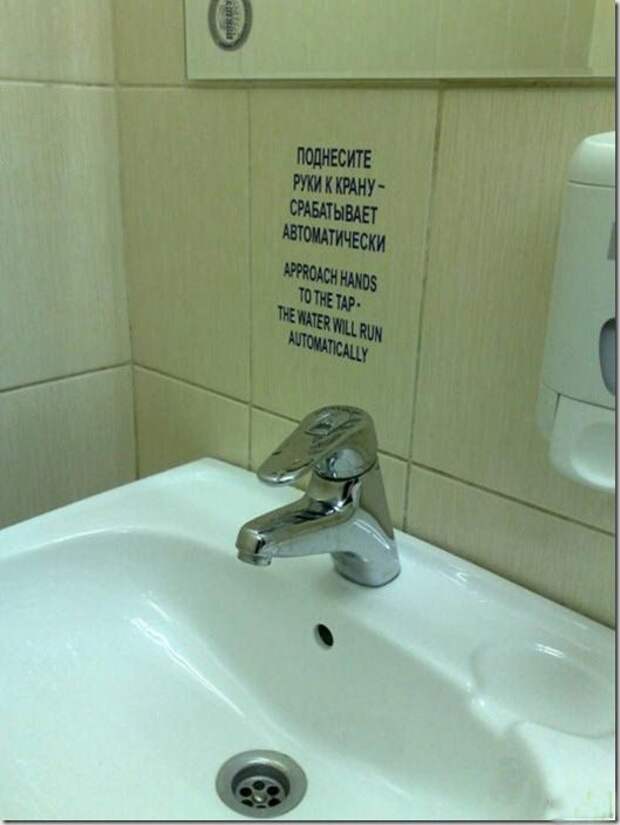 ПОДНЕСИТЕ
РУКИ К КРАНУ –
СРАБАТЫВАЕТ
АВТОМАТИЧЕСКИ
APPROACH HANDS
TO THE TAP -
THE WATER WILL RUN
AUTOMATICALLY